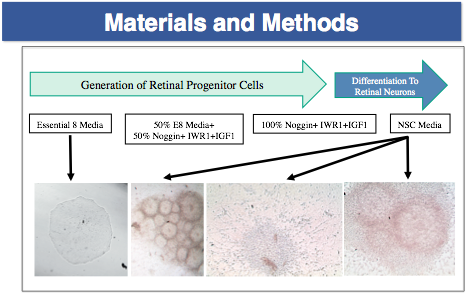 Materials and Methods
Generation of Retinal Progenitor Cells
Differentiation To
Retinal Neurons
Essential 8 Media
50% E8 Media+
50% Noggin+ IWR1+IGF1
100% Noggin+ IWR1+IGF1
NSC Media